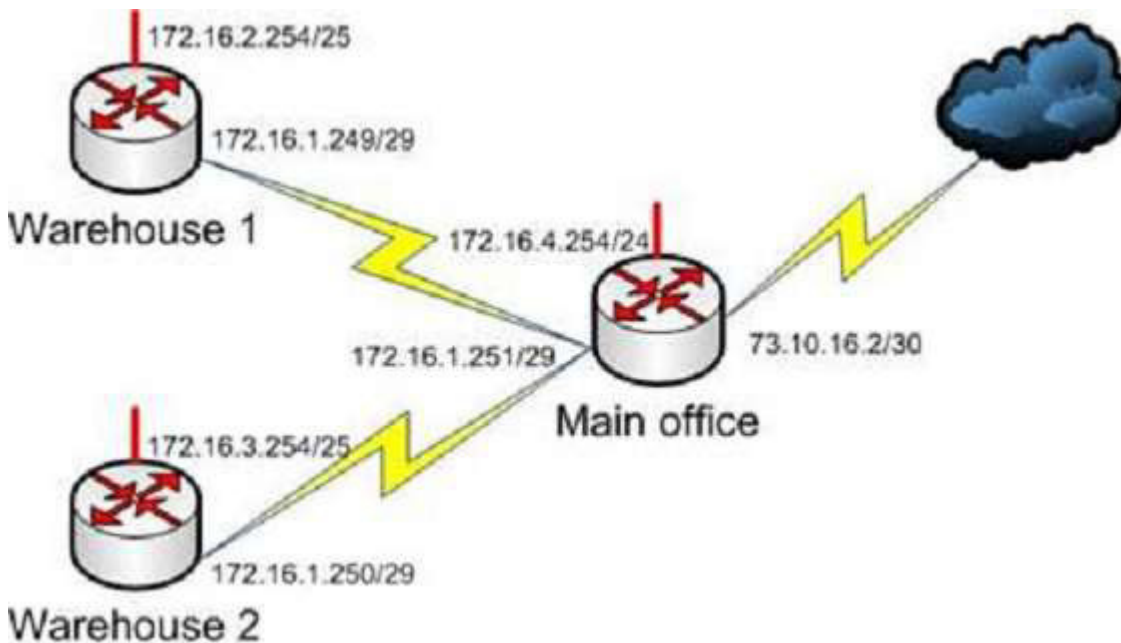 172.16.2.254/25
172.16.1.249/29
Warehouse 1
172.16.4.254/24
172.16.1.251/29
73.10.16.2/30
Main office
172.16.3.254/25
172.16.1.250/29
Warehouse 2